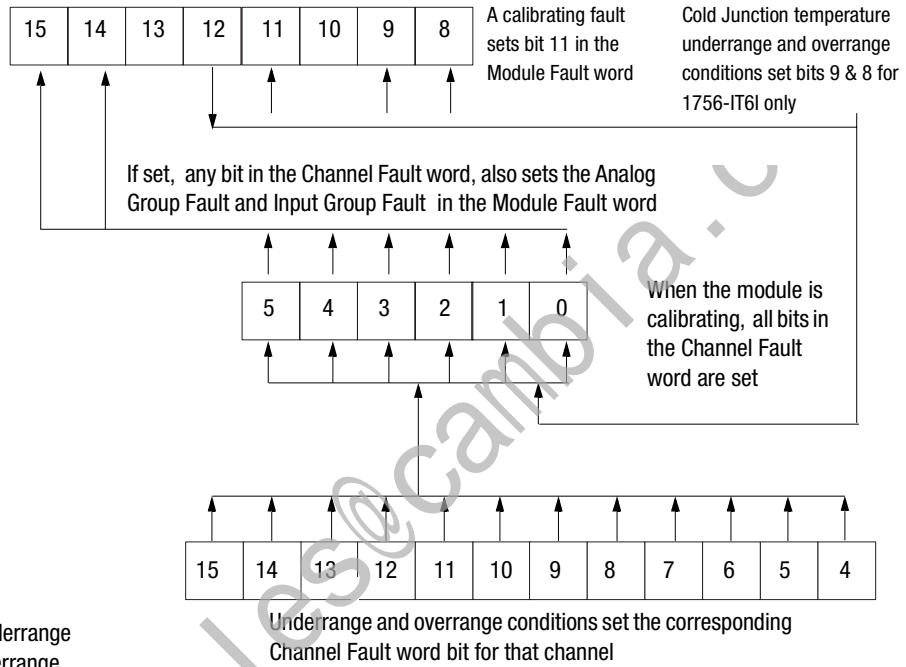 15 14 13 12 11 10 9 8
A calibrating fault
sets bit 11 in the
Module Fault word
Cold Junction temperature
underrange and overrange
conditions set bits 9 & 8 for
1756-IT6I only
If set, any bit in the Channel Fault word, also sets the Analog
Group Fault and Input Group Fault in the Module Fault word
5 4 3 2 1 0
When the module is
calibrating, all bits in
the Channel Fault
word are set
15 14 13 12 11 10 9 8 7 6 5 4
Underrange and overrange conditions set the corresponding
Channel Fault word bit for that channel
les@cambia.c